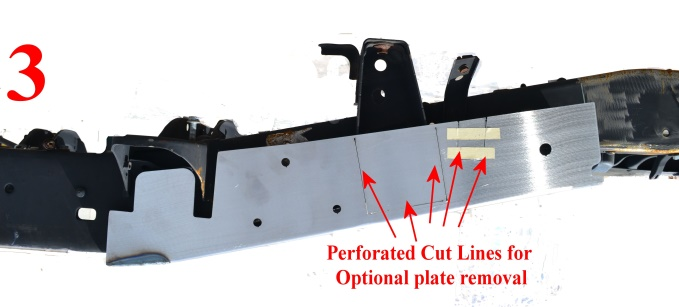 3
Perforated Cut Lines for
Optional plate removal